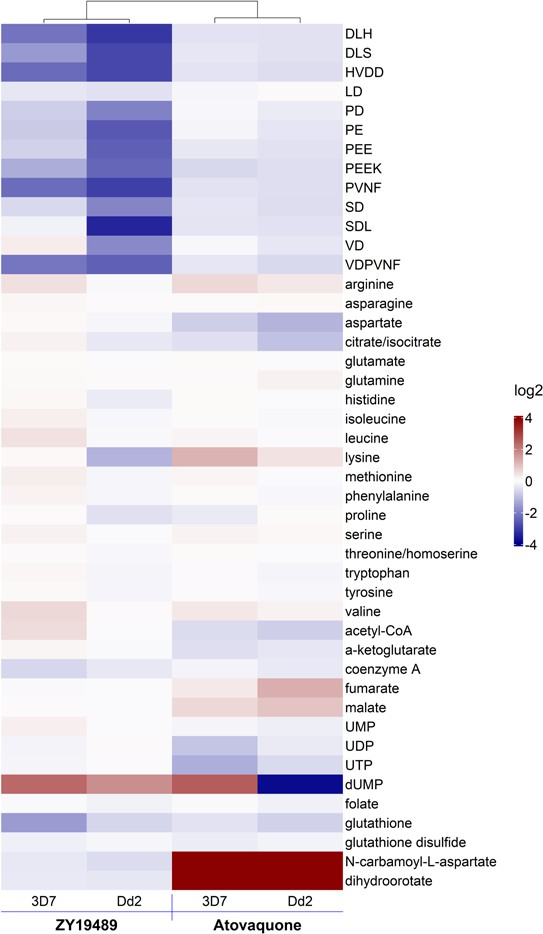 DLH
DLS
HVDD
LD
PD
PE
PEE
PEEK
PVNF
SD
SDL
VD
VDPVNF
arginine
asparagine
aspartate
citrate/isocitrate
glutamate
glutamine
histidine
isoleucine
leucine
lysine
methionine
phenylalanine
proline
serine
threonine/homoserine
tryptophan
tyrosine
valine
acetyl-CoA
a-ketoglutarate
coenzyme A
fumarate
malate
UMP
UDP
UTP
dUMP
folate
glutathione
glutathione disulfide
N-carbamoyl-L-aspartate
dihydroorotate
log2
4
2
0
-2
-4
3D7 Dd2 3D7 Dd2
ZY19489 Atovaquone